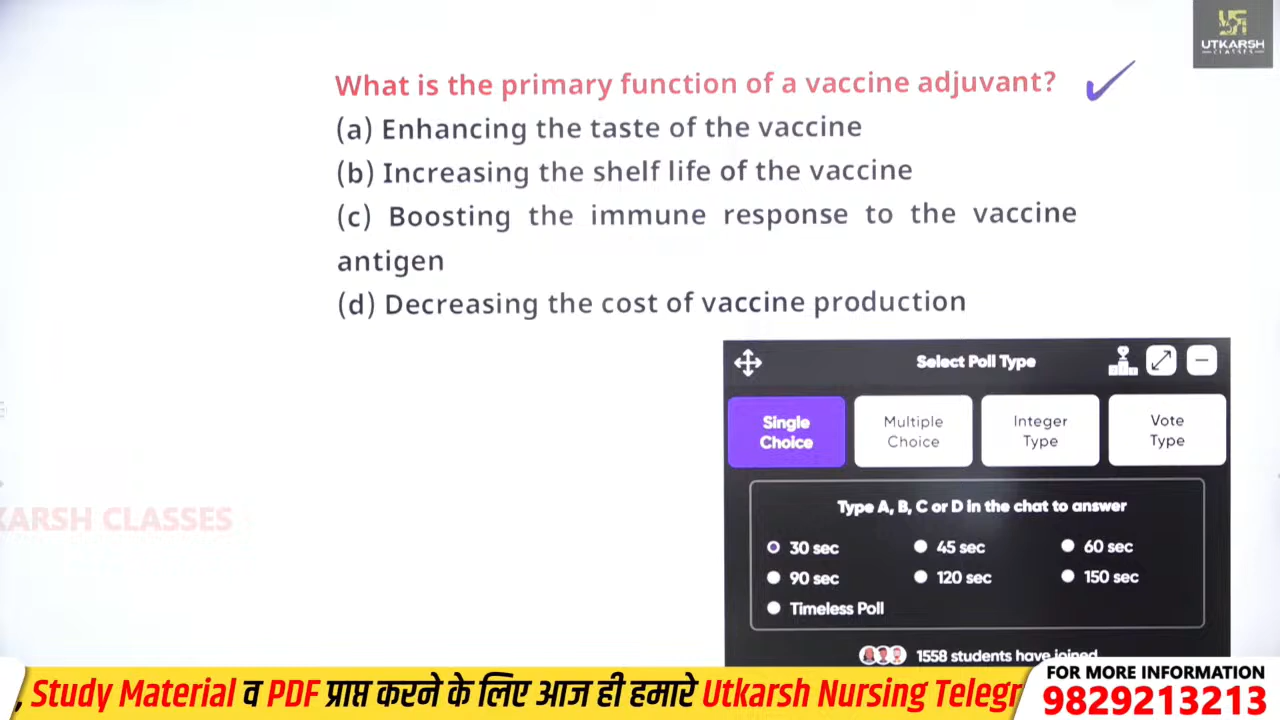 UTKARSH
CLASSES
What is the primary function of a vaccine adjuvant?
(a) Enhancing the taste of the vaccine
(b) Increasing the shelf life of the vaccine
(c) Boosting the immune response to the vaccine
antigen
(d) Decreasing the cost of vaccine production
Select Poll Type
Single
Choice
Multiple
Choice
Integer
Type
Vote
Type
Type A, B, C or D in the chat to answer
30 sec
45 sec
60 sec
90 sec
120 sec
150 sec
Timeless Poll
1558 students have joined
KARSH CLASSES
, Study Material व PDF प्राप्त करने के लिए आज ही हमारे Utkarsh Nursing Telegr
FOR MORE INFORMATION
9829213213